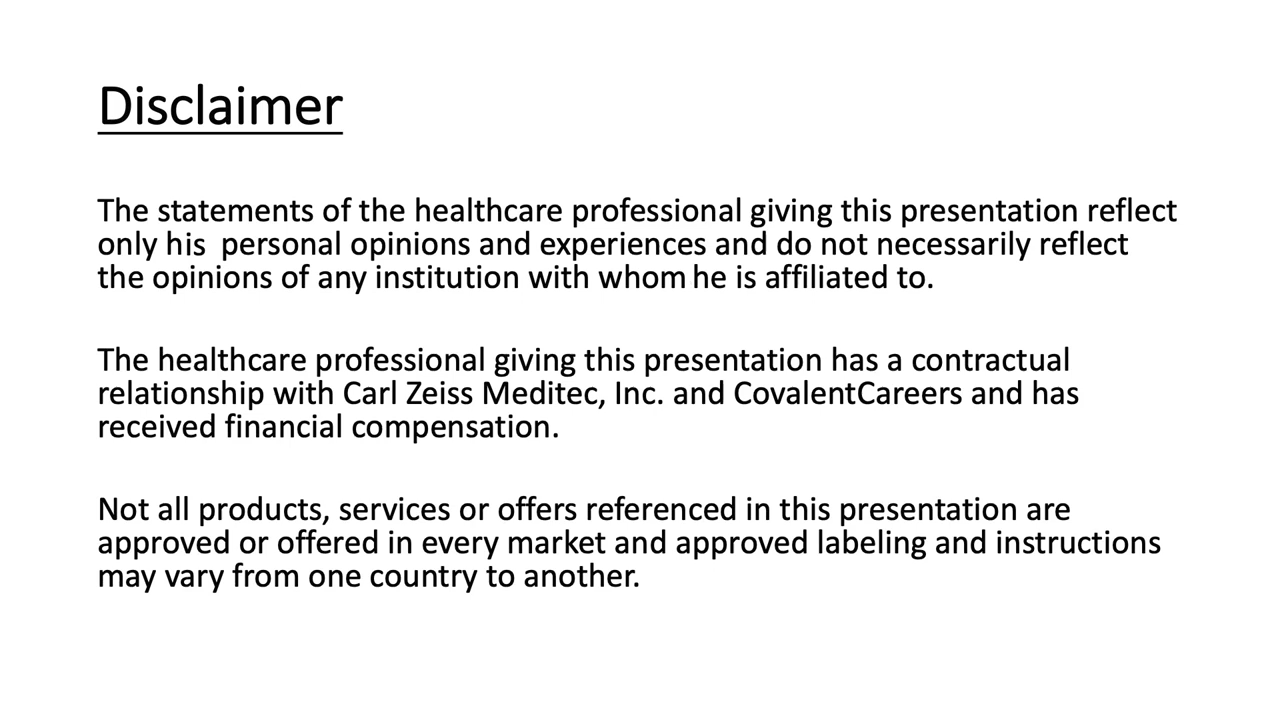 Disclaimer
The statements of the healthcare professional giving this presentation reflect
only his  personal opinions and experiences and do not necessarily reflect
the opinions of any institution with whom he is affiliated to.
The healthcare professional giving this presentation has a contractual
relationship with Carl Zeiss Meditec, Inc. and CovalentCareers and has
received financial compensation.
Not all products, services or offers referenced in this presentation are
approved or offered in every market and approved labeling and instructions
may vary from one country to another.